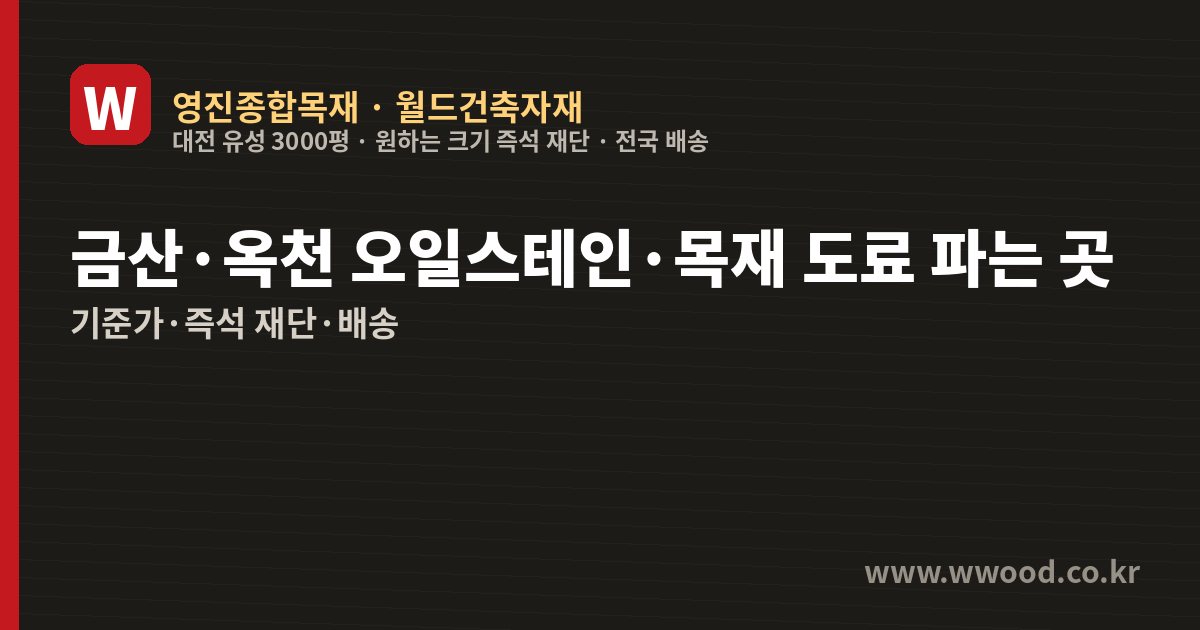 W
영진종합목재 · 월드건축자재
대전 유성 3000평 · 원하는 크기 즉석 재단 · 전국 배송
금산·옥천 오일스테인·목재 도료 파는 곳
기준가·즉석 재단·배송
www.wwood.co.kr